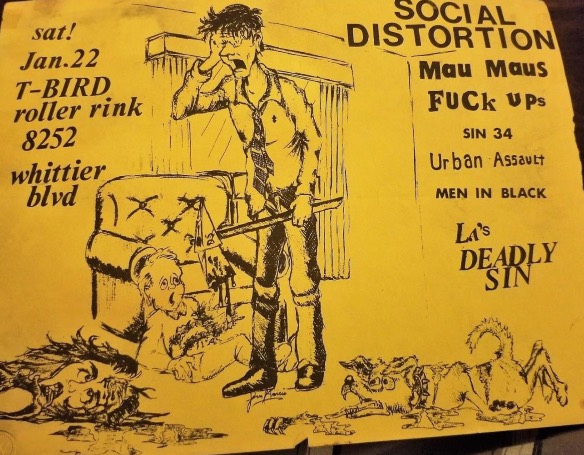 sat!
Jan.22
T-BIRD
roller rink
8252
whittier
blvd
SOCIAL
DISTORTION
Mau Maus
FUCk UPs
SIN 34
Urban Assault
MEN IN BLACK
LA's
DEADLY
SIN